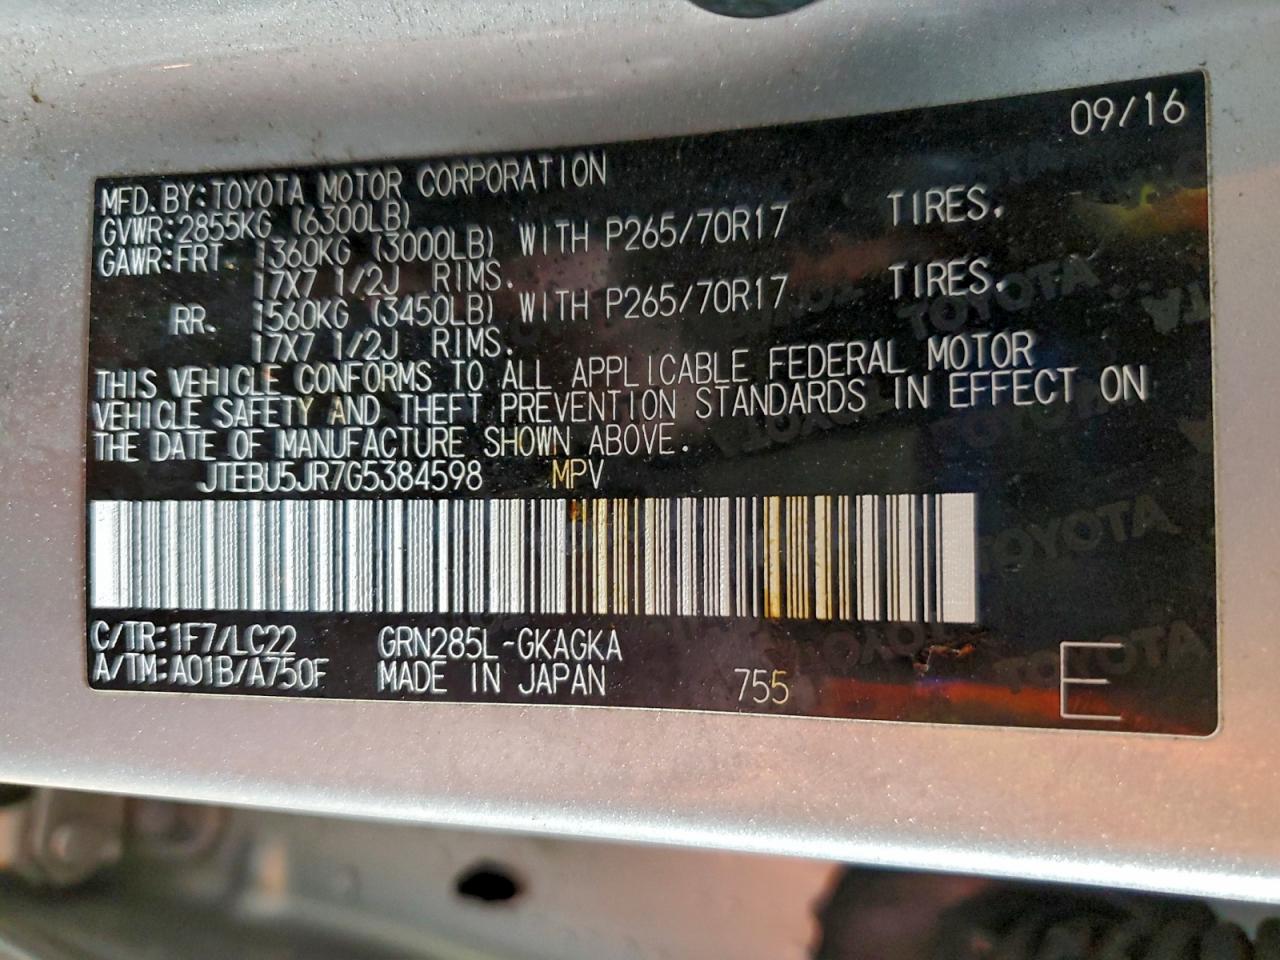 09/16
MFD. BY: TOYOTA MOTOR CORPORATION
GVWR: 2855KG (6300LB)
GAWR: FRT 1360KG (3000LB) WITH P265/70R17 TIRES.
17X7 1/2J RIMS.
RR. 1560KG (3450LB) WITH P265/70R17 TIRES.
17X7 1/2J RIMS.
THIS VEHICLE CONFORMS TO ALL APPLICABLE FEDERAL MOTOR
VEHICLE SAFETY AND THEFT PREVENTION STANDARDS IN EFFECT ON
THE DATE OF MANUFACTURE SHOWN ABOVE.
JTEBU5JR7G5384598 MPV
C/TR: 1F7/LC22 GRN285L-GKAGKA
A/TM: A01B/A750F MADE IN JAPAN 755 E
TOYOTA
TOYOTA
TOYOTA